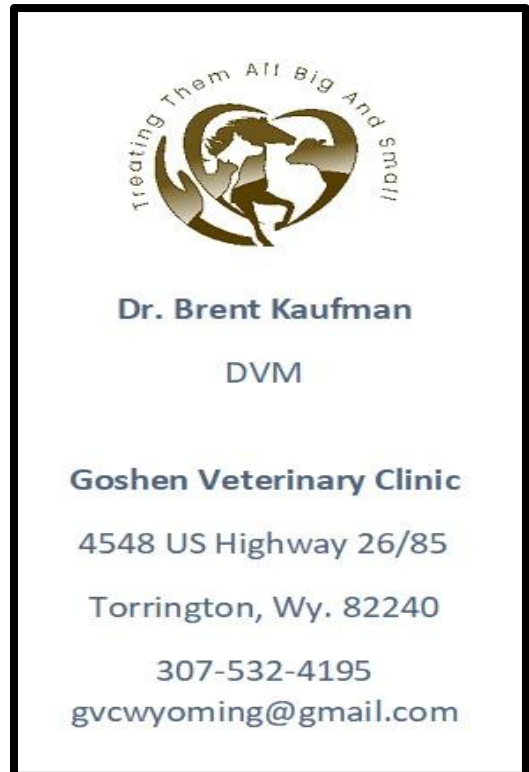 Treating Them All Big And Small
Dr. Brent Kaufman
DVM
Goshen Veterinary Clinic
4548 US Highway 26/85
Torrington, Wy. 82240
307-532-4195
gvcwyoming@gmail.com